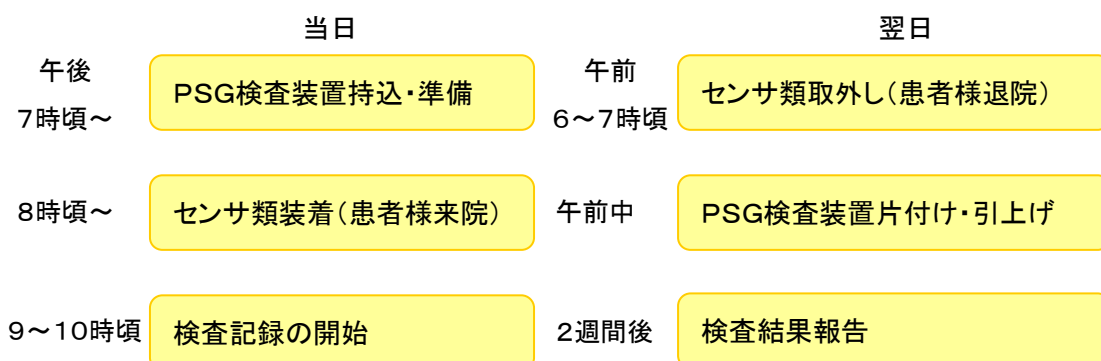 当日
午後
7時頃~
PSG検査装置持込・準備
8時頃~
センサ類装着(患者様来院)
9~10時頃
検査記録の開始
翌日
午前
6~7時頃
センサ類取外し(患者様退院)
午前中
PSG検査装置片付け・引上げ
2週間後
検査結果報告